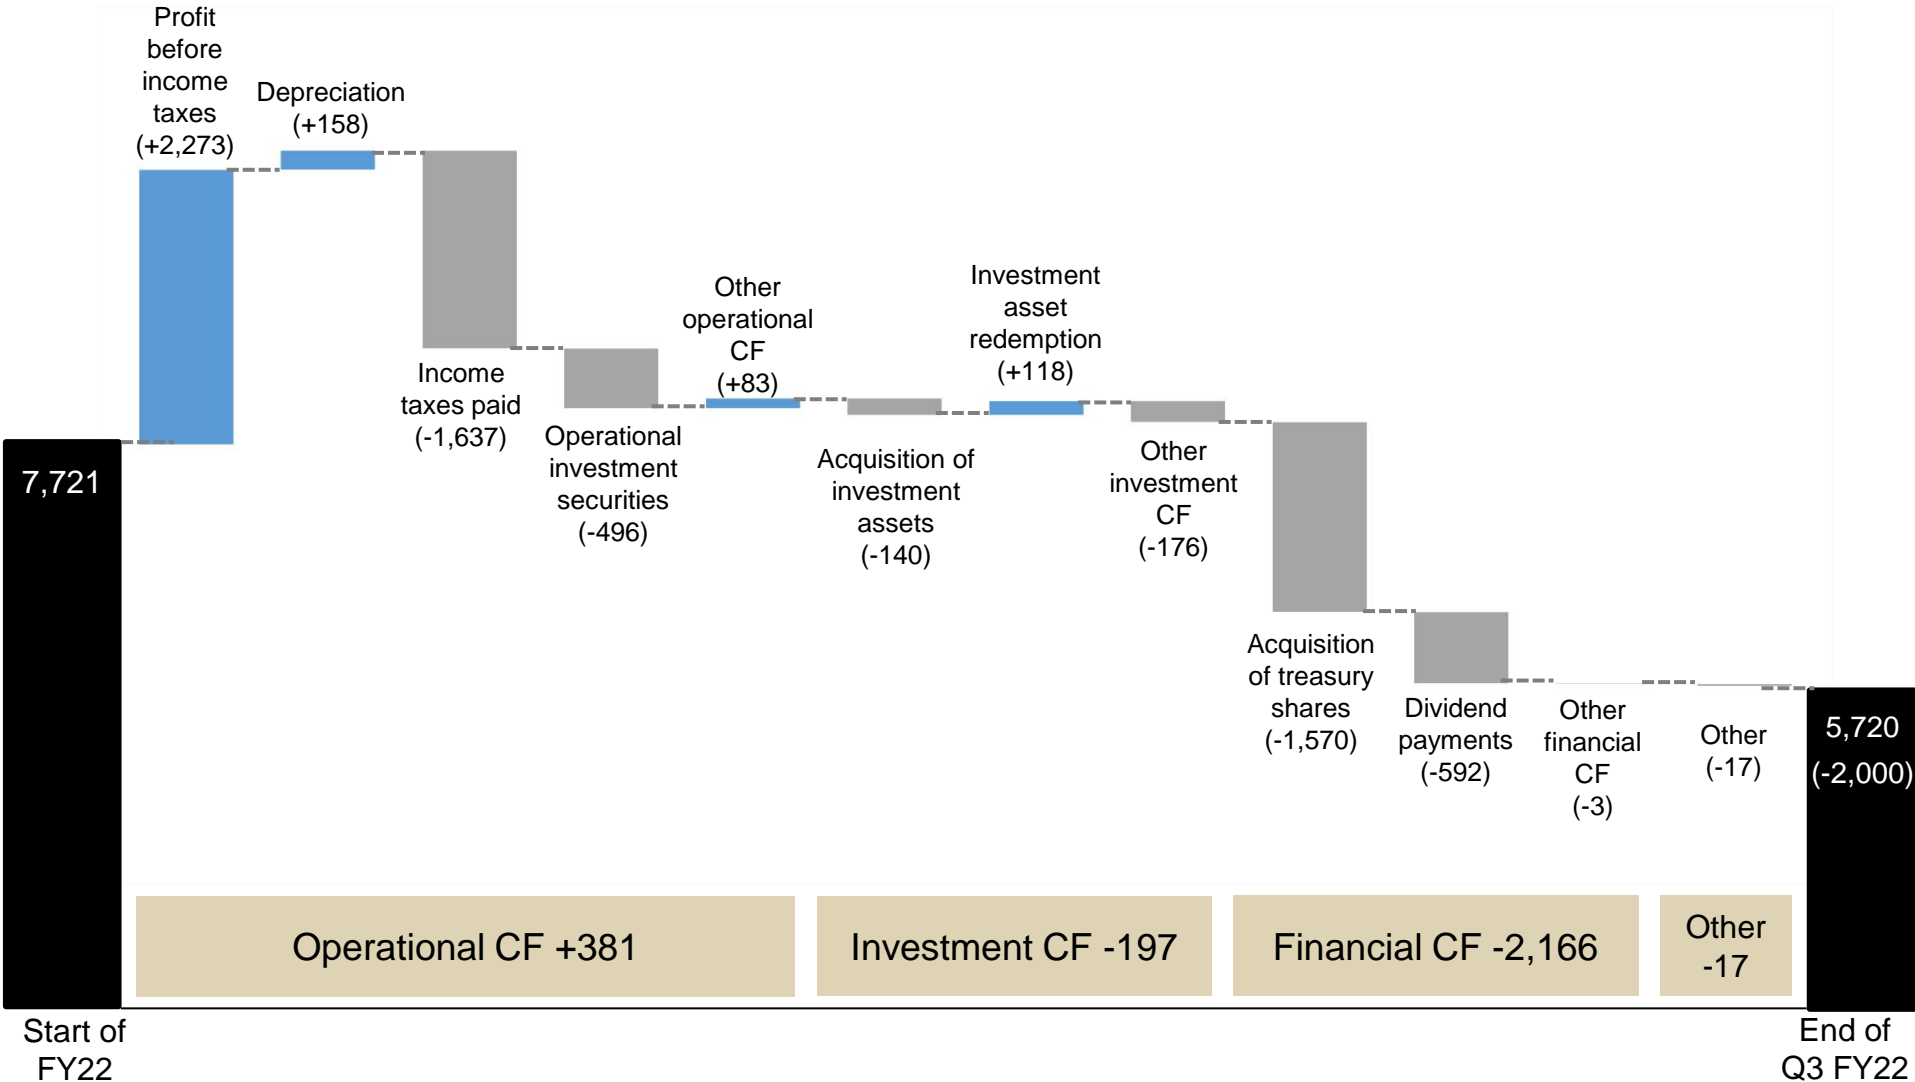 Profit
before
income
taxes
(+2,273)
Depreciation
(+158)
Income
taxes paid
(-1,637)
Operational
investment
securities
(-496)
Other
operational
CF
(+83)
Acquisition of
investment
assets
(-140)
Investment
asset
redemption
(+118)
Other
investment
CF
(-176)
Acquisition
of treasury
shares
(-1,570)
Dividend
payments
(-592)
Other
financial
CF
(-3)
Other
(-17)
7,721
5,720
(-2,000)
Operational CF +381
Investment CF -197
Financial CF -2,166
Other
-17
Start of
FY22
End of
Q3 FY22